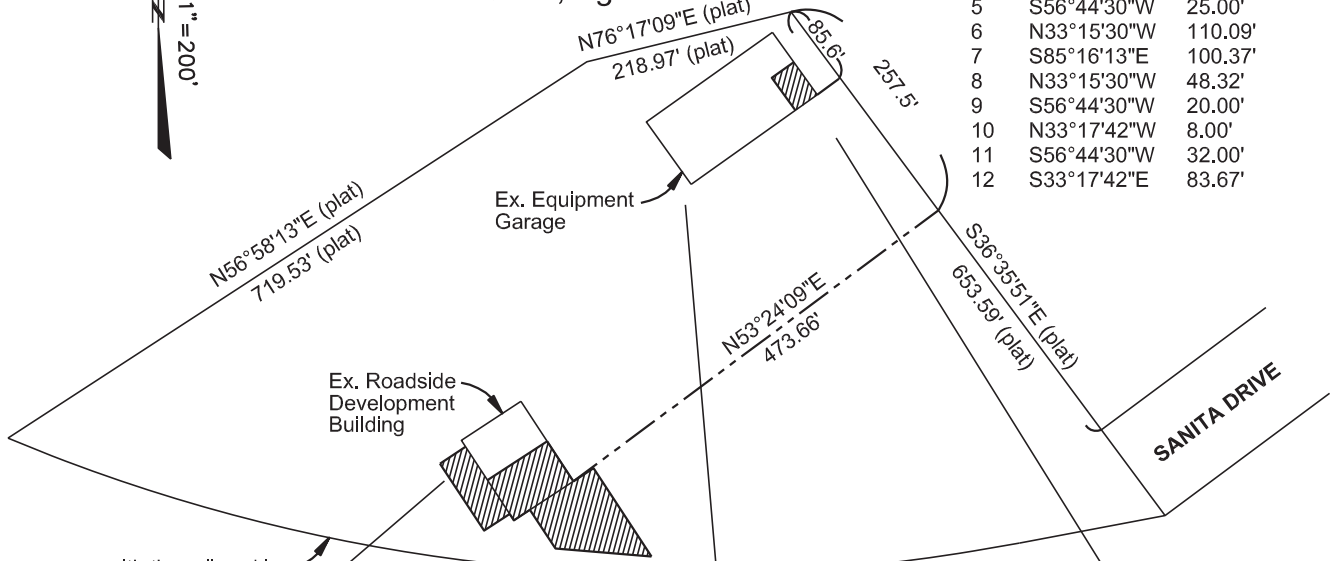 1" = 200'
N
N76°17'09"E (plat)
218.97' (plat)
85.6'
257.5'
5 S56°44'30"W 25.00'
6 N33°15'30"W 110.09'
7 S85°16'13"E 100.37'
8 N33°15'30"W 48.32'
9 S56°44'30"W 20.00'
10 N33°17'42"W 8.00'
11 S56°44'30"W 32.00'
12 S33°17'42"E 83.67'
Ex. Equipment
Garage
N56°58'13"E (plat)
719.53' (plat)
S36°35'51"E (plat)
653.59' (plat)
N53°24'09"E
473.66'
Ex. Roadside
Development
Building
SANITA DRIVE